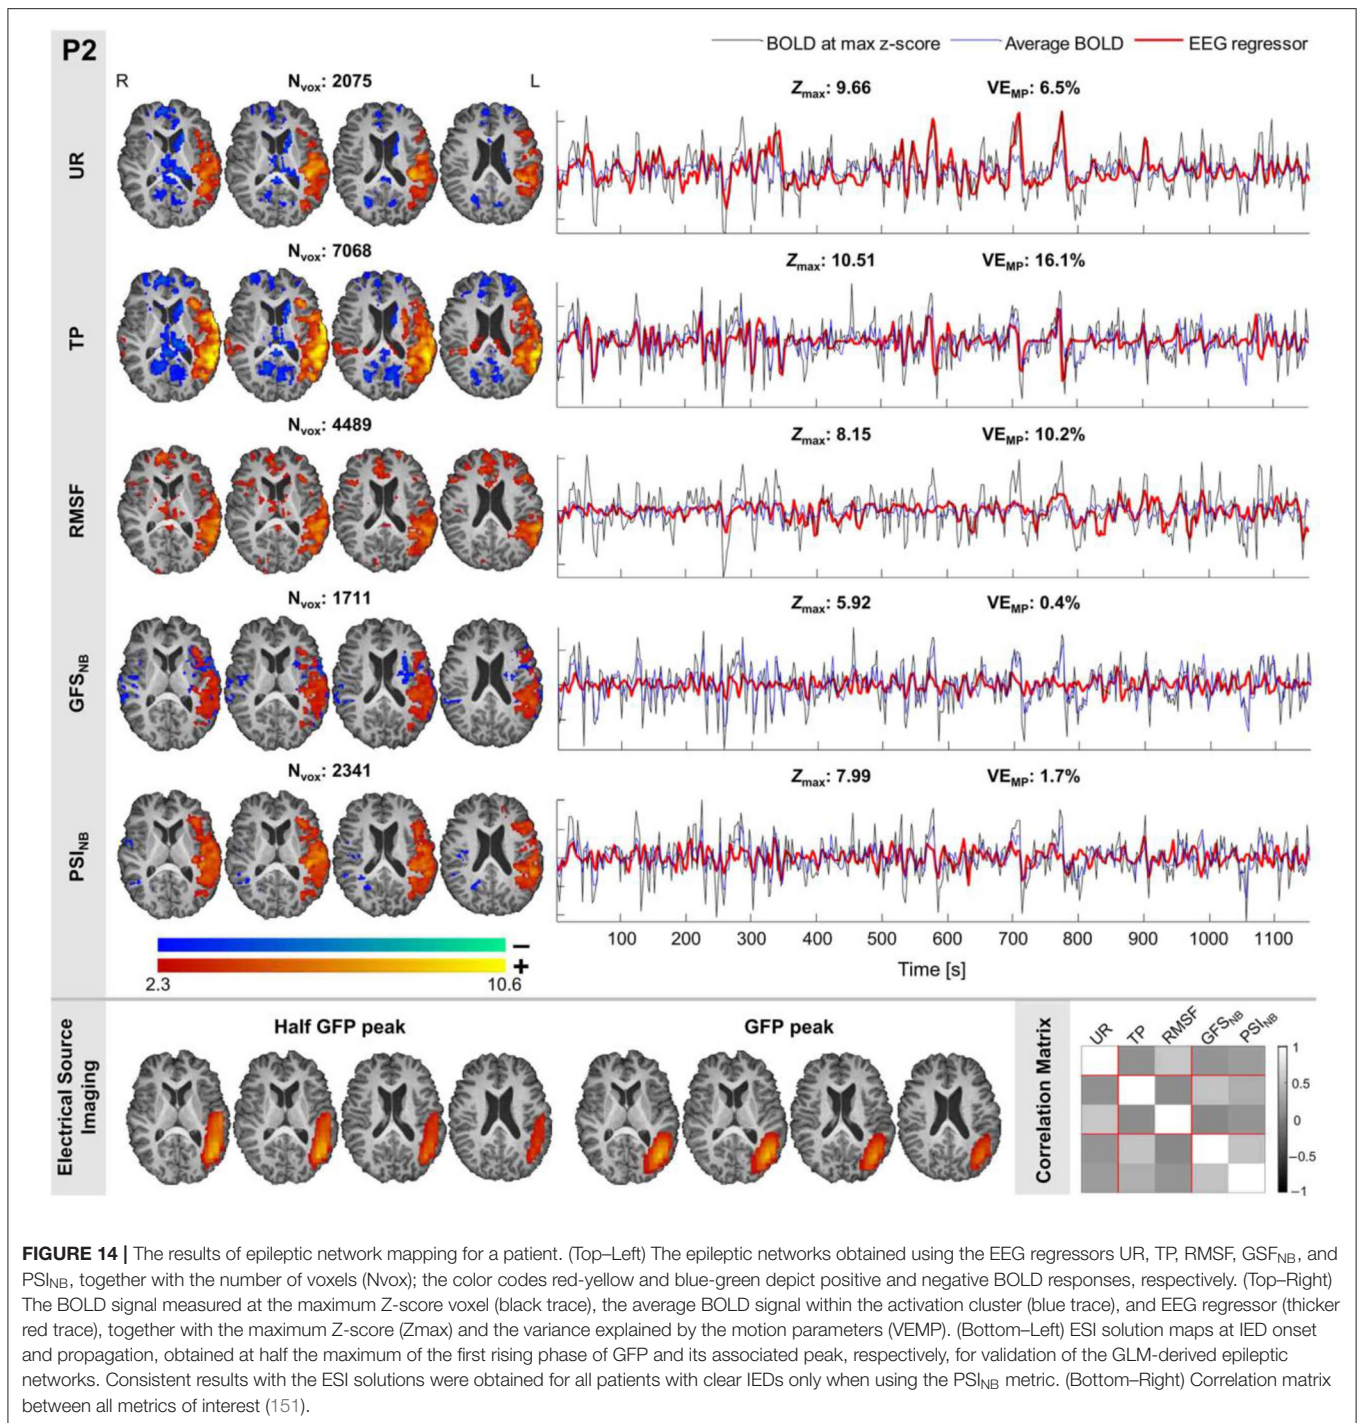 P2
BOLD at max z-score Average BOLD EEG regressor
R L
UR
Nvox: 2075
Zmax: 9.66 VEMP: 6.5%
TP
Nvox: 7068
Zmax: 10.51 VEMP: 16.1%
RMSF
Nvox: 4489
Zmax: 8.15 VEMP: 10.2%
GFSNB
Nvox: 1711
Zmax: 5.92 VEMP: 0.4%
PSINB
Nvox: 2341
Zmax: 7.99 VEMP: 1.7%
100 200 300 400 500 600 700 800 900 1000 1100
Time [s]
−
+
2.3 10.6
Electrical Source
Imaging
Half GFP peak
GFP peak
Correlation Matrix
UR TP RMSF GFSNB PSINB
1
0.5
0
−0.5
−1
FIGURE 14 | The results of epileptic network mapping for a patient. (Top–Left) The epileptic networks obtained using the EEG regressors UR, TP, RMSF, GSFNB, and
PSINB, together with the number of voxels (Nvox); the color codes red-yellow and blue-green depict positive and negative BOLD responses, respectively. (Top–Right)
The BOLD signal measured at the maximum Z-score voxel (black trace), the average BOLD signal within the activation cluster (blue trace), and EEG regressor (thicker
red trace), together with the maximum Z-score (Zmax) and the variance explained by the motion parameters (VEMP). (Bottom–Left) ESI solution maps at IED onset
and propagation, obtained at half the maximum of the first rising phase of GFP and its associated peak, respectively, for validation of the GLM-derived epileptic
networks. Consistent results with the ESI solutions were obtained for all patients with clear IEDs only when using the PSINB metric. (Bottom–Right) Correlation matrix
between all metrics of interest (151).